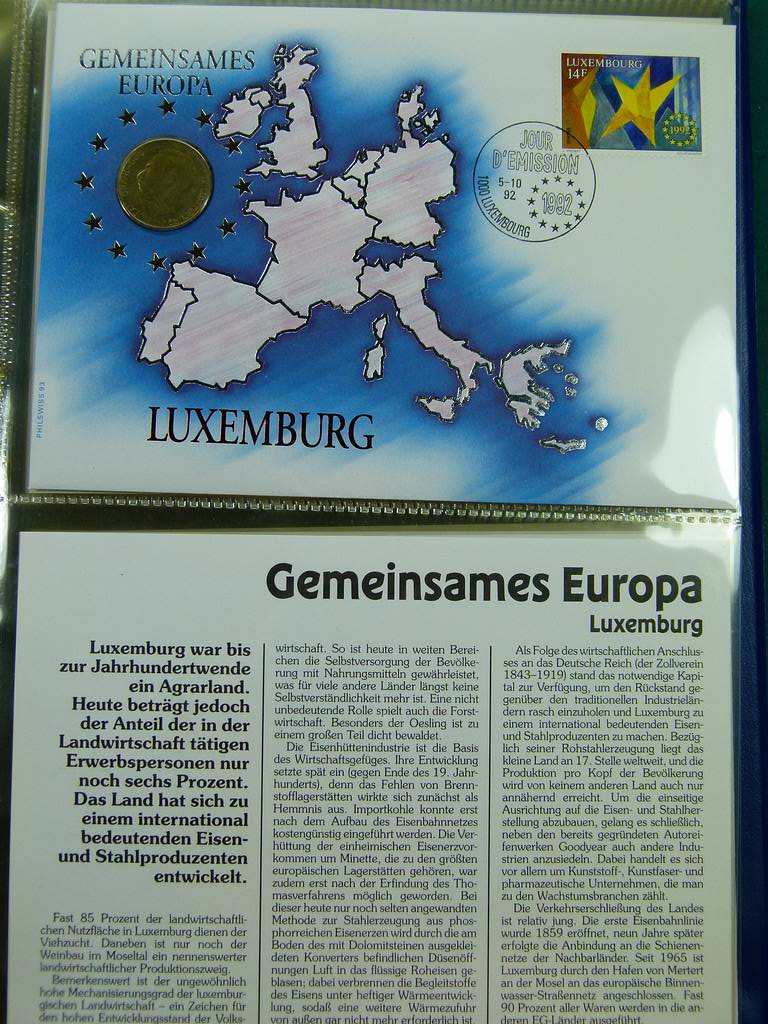 GEMEINSAMES
EUROPA
LUXEMBOURG
14F
1992
JOUR
D'EMISSION
5-10
92
1992
1000 LUXEMBOURG
PHILSWISS 93
LUXEMBURG
Gemeinsames Europa
Luxemburg
Luxemburg war bis
zur Jahrhundertwende
ein Agrarland.
Heute beträgt jedoch
der Anteil der in der
Landwirtschaft tätigen
Erwerbspersonen nur
noch sechs Prozent.
Das Land hat sich zu
einem international
bedeutenden Eisen-
und Stahlproduzenten
entwickelt.
Fast 85 Prozent der landwirtschaftli-
chen Nutzfläche in Luxemburg dienen der
Viehzucht. Daneben ist nur noch der
Weinbau im Moseltal ein nennenswerter
landwirtschaftlicher Produktionszweig.
Bemerkenswert ist der ungewöhnlich
hohe Mechanisierungsgrad der luxembur-
gischen Landwirtschaft – ein Zeichen für
den hohen Entwicklungsstand der Volks-
wirtschaft. So ist heute in weiten Berei-
chen die Selbstversorgung der Bevölke-
rung mit Nahrungsmitteln gewährleistet,
was für viele andere Länder längst keine
Selbstverständlichkeit mehr ist. Eine nicht
unbedeutende Rolle spielt auch die Forst-
wirtschaft. Besonders der Oesling ist zu
einem großen Teil dicht bewaldet.
Die Eisenhüttenindustrie ist die Basis
des Wirtschaftsgefüges. Ihre Entwicklung
setzte spät ein (gegen Ende des 19. Jahr-
hunderts), denn das Fehlen von Brenn-
stofflagerstätten wirkte sich zunächst als
Hemmnis aus. Importkohle konnte erst
nach dem Aufbau des Eisenbahnnetzes
kostengünstig eingeführt werden. Die Ver-
hüttung der einheimischen Eisenerzvor-
kommen um Minette, die zu den größten
europäischen Lagerstätten gehören, war
zudem erst nach der Erfindung des Tho-
masverfahrens möglich geworden. Bei
dieser heute nur noch selten angewandten
Methode zur Stahlerzeugung aus phos-
phorreichen Eisenerzen wird durch die am
Boden des mit Dolomitsteinen ausgekleide-
ten Konverters befindlichen Düsenöff-
nungen Luft in das flüssige Roheisen ge-
blasen; dabei verbrennen die Begleitstoffe
des Eisens unter heftiger Wärmeentwick-
lung, sodaß eine weitere Wärmezufuhr
von außen gar nicht mehr erforderlich ist.
Als Folge des wirtschaftlichen Anschlus-
ses an das Deutsche Reich (der Zollverein
1843–1919) stand das notwendige Kapi-
tal zur Verfügung, um den Rückstand ge-
genüber den traditionellen Industrielän-
dern rasch einzuholen und Luxemburg zu
einem international bedeutenden Eisen-
und Stahlproduzenten zu machen. Bezüg-
lich seiner Rohstahlerzeugung liegt das
kleine Land an 17. Stelle weltweit, und die
Produktion pro Kopf der Bevölkerung
wird von keinem anderen Land auch nur
annähernd erreicht. Um die einseitige
Ausrichtung auf die Eisen- und Stahlher-
stellung abzubauen, gelang es schließlich,
neben den bereits gegründeten Autorei-
fenwerken Goodyear auch andere Indu-
strien anzusiedeln. Dabei handelt es sich
vor allem um Kunststoff-, Kunstfaser- und
pharmazeutische Unternehmen, die man
zu den Wachstumsbranchen zählt.
Die Verkehrserschließung des Landes
ist relativ jung. Die erste Eisenbahnlinie
wurde 1859 eröffnet, neun Jahre später
erfolgte die Anbindung an die Schienen-
netze der Nachbarländer. Seit 1965 ist
Luxemburg durch den Hafen von Mertert
an der Mosel an das europäische Binnen-
wasser-Straßennetz angeschlossen. Fast
90 Prozent aller Waren werden in die an-
deren EG-Länder ausgeführt.